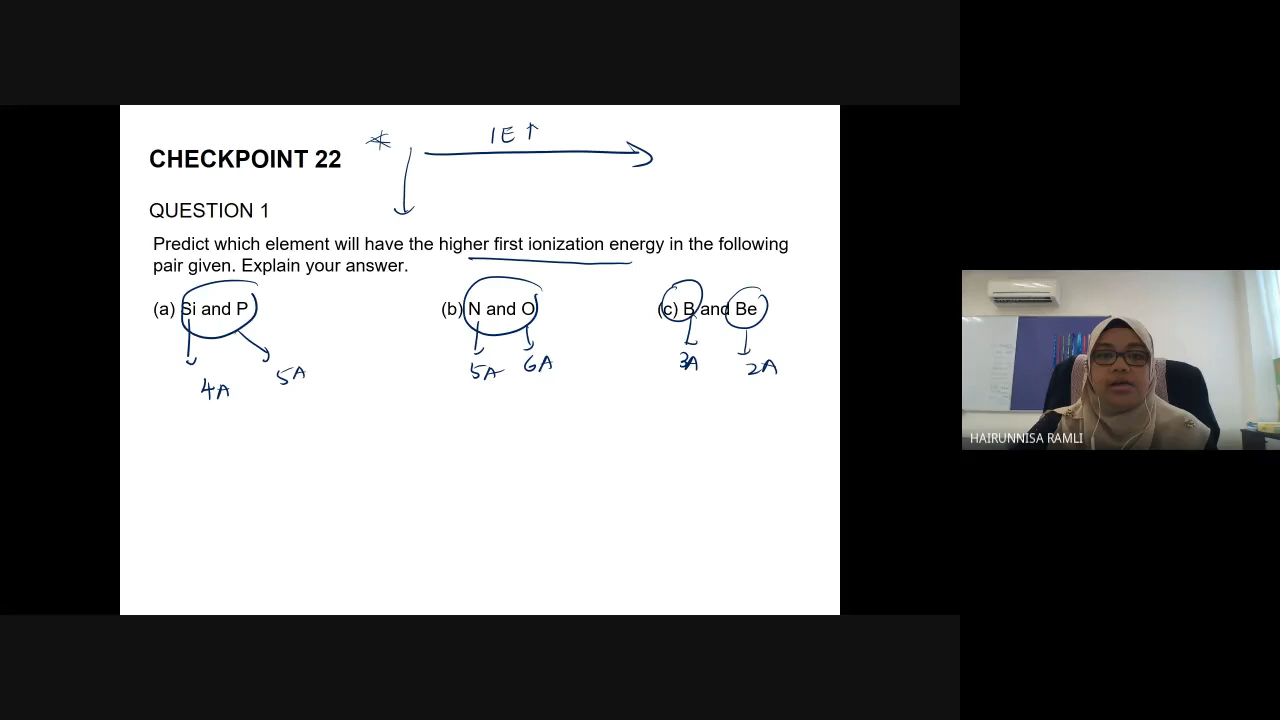 * IE ↑
CHECKPOINT 22
QUESTION 1
Predict which element will have the higher first ionization energy in the following
pair given. Explain your answer.
(a) Si and P (b) N and O (c) B and Be
4A 5A 5A 6A 3A 2A
HAIRUNNISA RAMLI